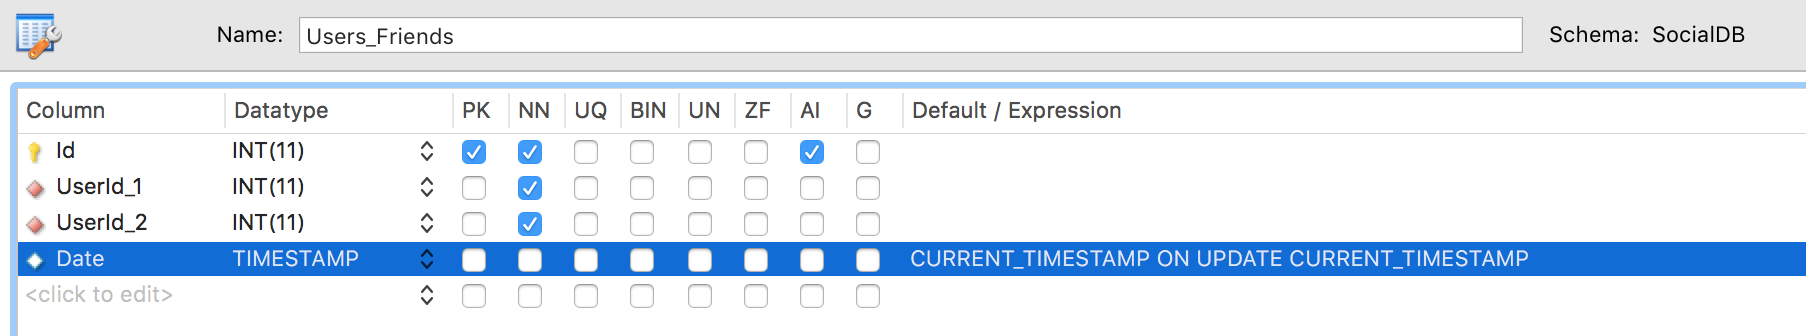 Name: Users_Friends Schema: SocialDB
Column Datatype PK NN UQ BIN UN ZF AI G Default / Expression
Id INT(11)
UserId_1 INT(11)
UserId_2 INT(11)
Date TIMESTAMP CURRENT_TIMESTAMP ON UPDATE CURRENT_TIMESTAMP
<click to edit>